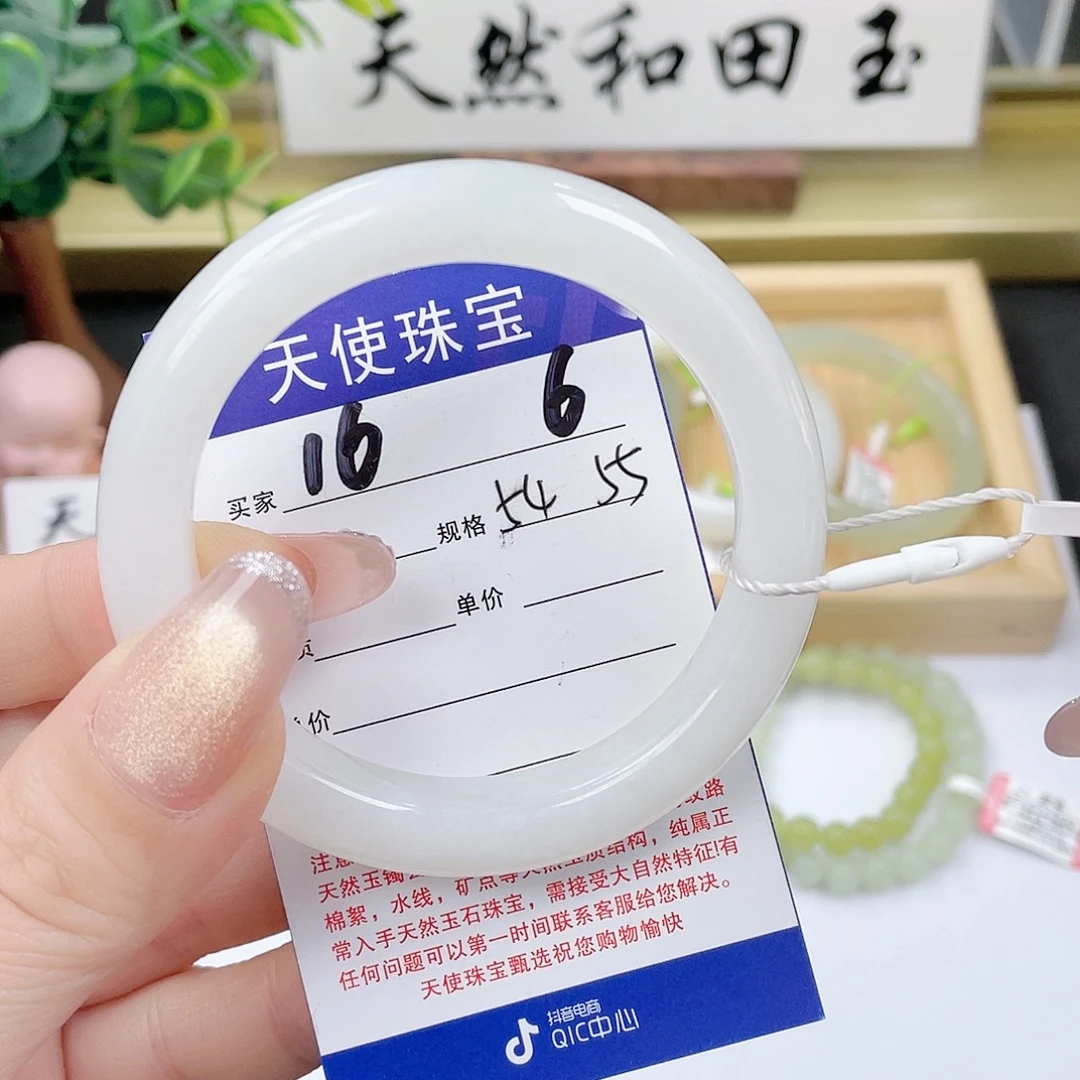 天然和田玉
天
天使珠宝
买家 16 6
规格 54 55
单价
价
注意
纹路
天然玉镯
质结构，纯属正
棉絮，水线，矿点等天然玉
需接受大自然特征!有
常入手天然玉石珠宝，
任何问题可以第一时间联系客服给您解决。
天使珠宝甄选祝您购物愉快
抖音电商
QIC中心